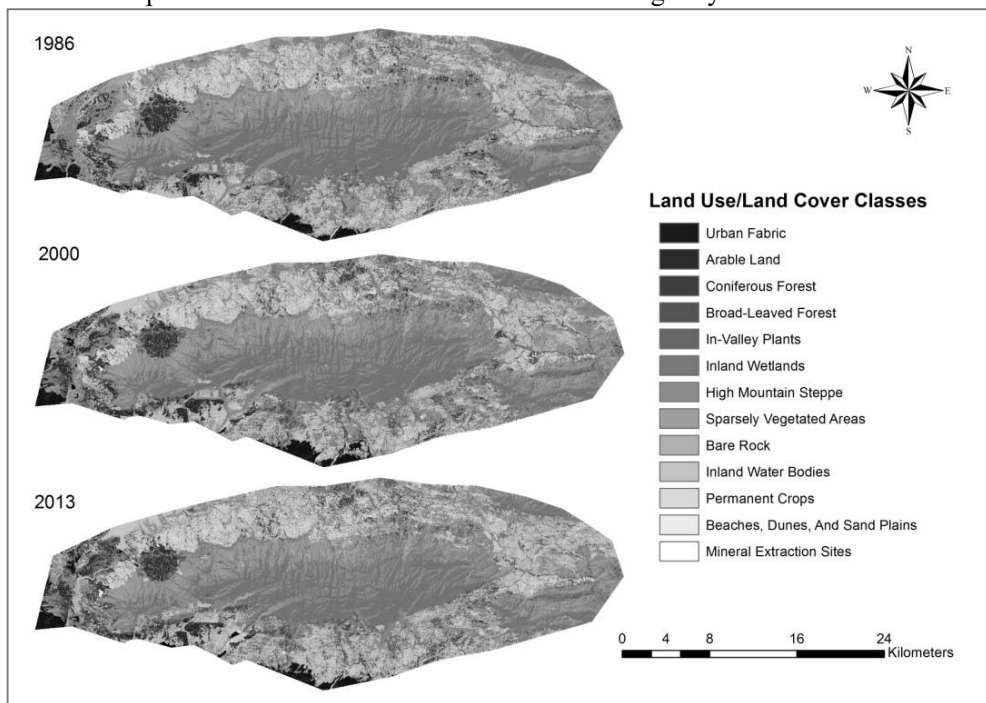 1986
2000
2013
N
W E
S
Land Use/Land Cover Classes
Urban Fabric
Arable Land
Coniferous Forest
Broad-Leaved Forest
In-Valley Plants
Inland Wetlands
High Mountain Steppe
Sparsely Vegetated Areas
Bare Rock
Inland Water Bodies
Permanent Crops
Beaches, Dunes, And Sand Plains
Mineral Extraction Sites
0 4 8 16 24
Kilometers